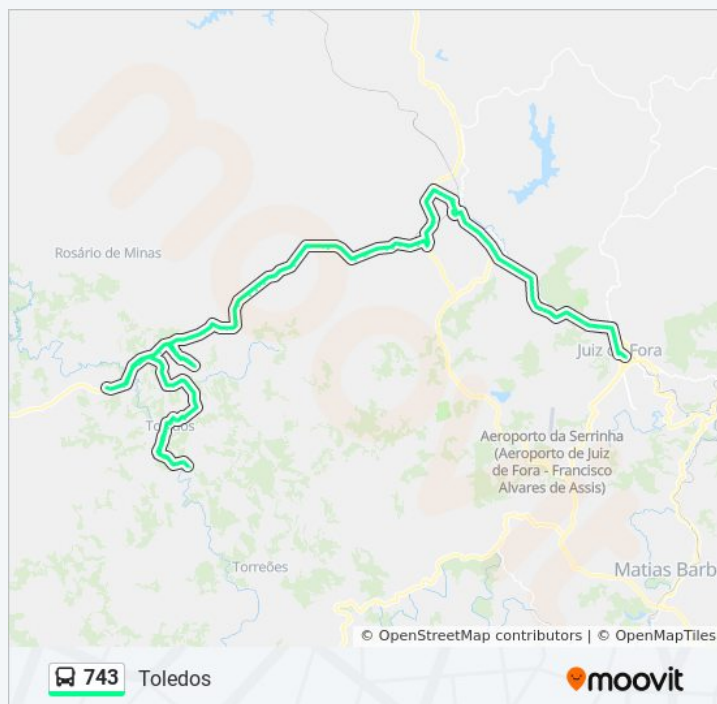 Rosário de Minas
Juiz de Fora
Toledos
Aeroporto da Serrinha
(Aeroporto de Juiz
de Fora - Francisco
Alvares de Assis)
Torreões
Matias Barb
© OpenStreetMap contributors | © OpenMapTiles
743 Toledos
moovit